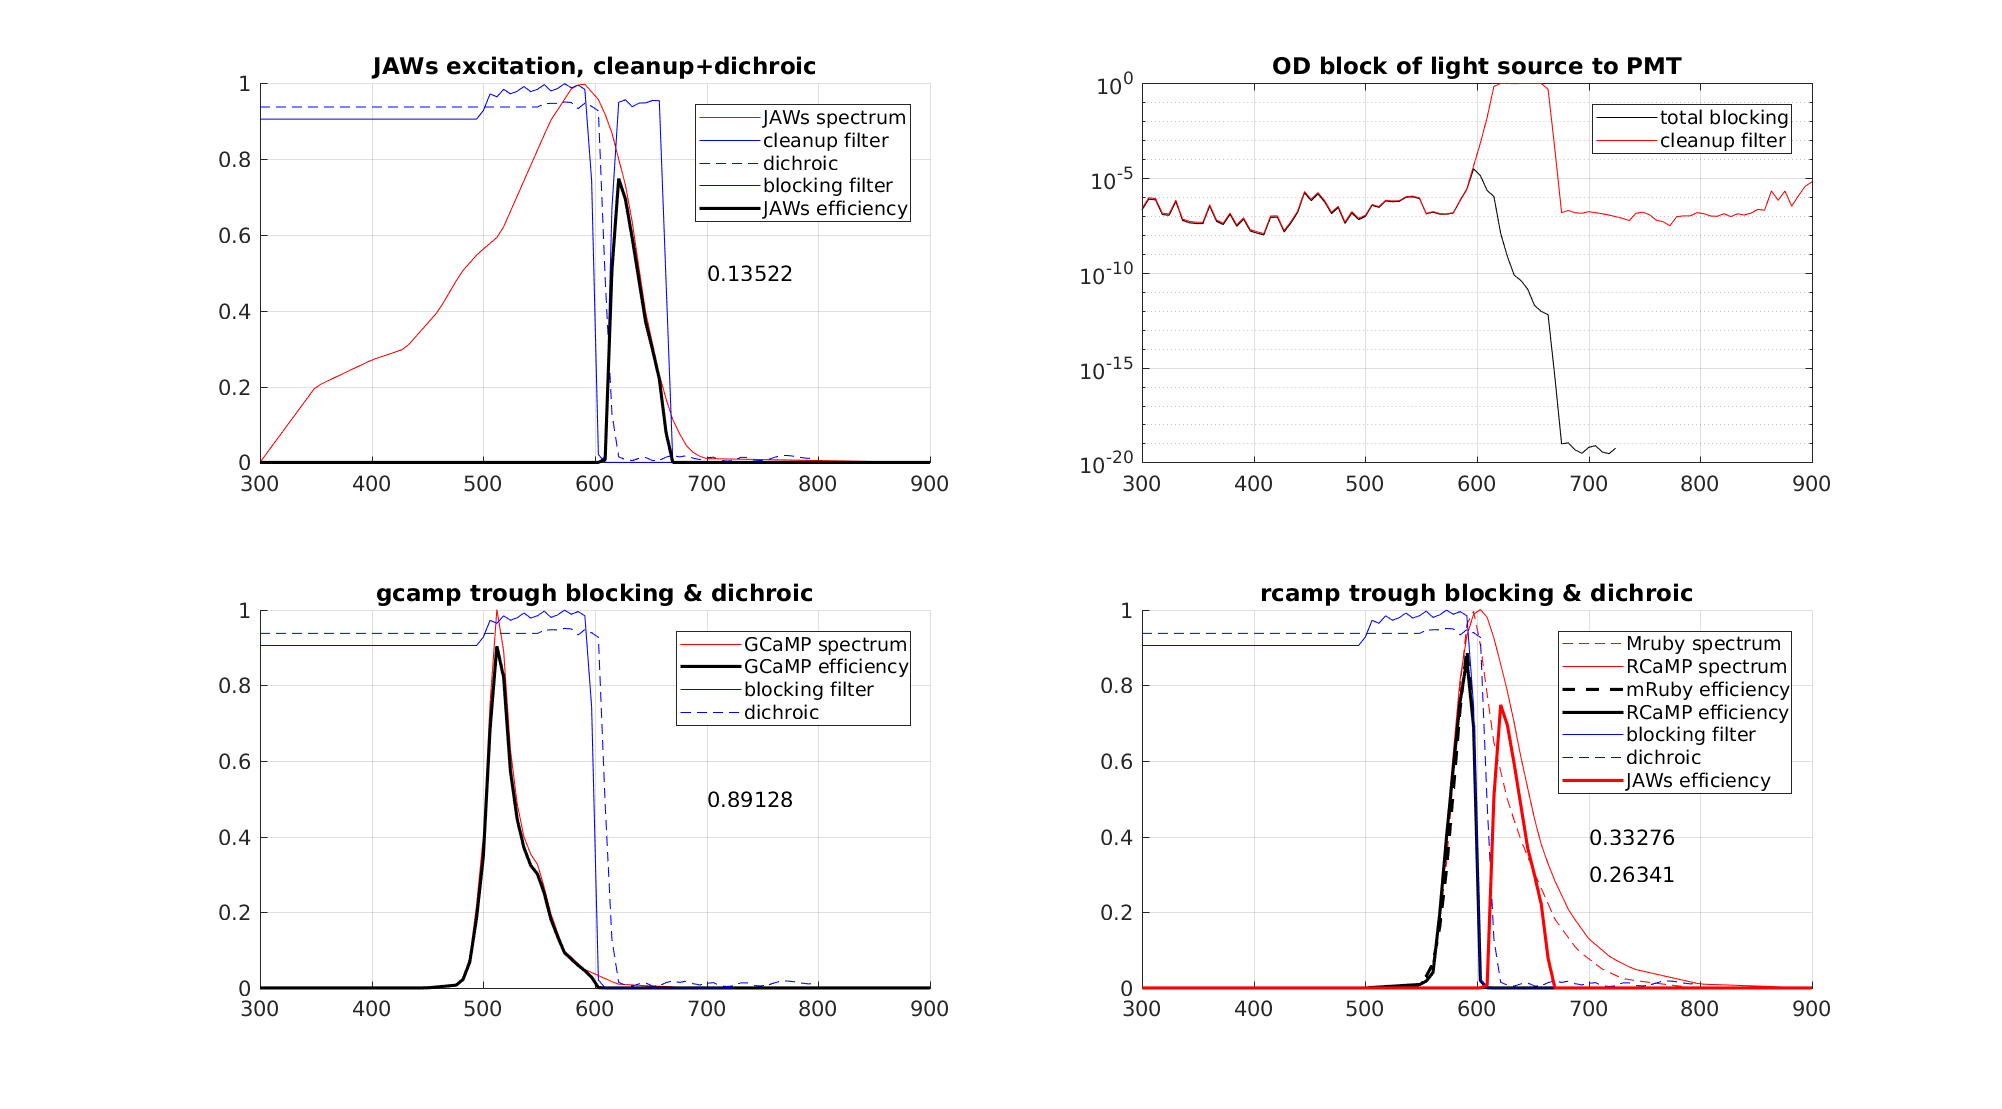 JAWs excitation, cleanup+dichroic
1
0.8
0.6
0.4
0.2
0
300 400 500 600 700 800 900
JAWs spectrum
cleanup filter
dichroic
blocking filter
JAWs efficiency
0.13522
OD block of light source to PMT
10^0
10^-5
10^-10
10^-15
10^-20
300 400 500 600 700 800 900
total blocking
cleanup filter
gcamp trough blocking & dichroic
1
0.8
0.6
0.4
0.2
0
300 400 500 600 700 800 900
GCaMP spectrum
GCaMP efficiency
blocking filter
dichroic
0.89128
rcamp trough blocking & dichroic
1
0.8
0.6
0.4
0.2
0
300 400 500 600 700 800 900
Mruby spectrum
RCaMP spectrum
mRuby efficiency
RCaMP efficiency
blocking filter
dichroic
JAWs efficiency
0.33276
0.26341